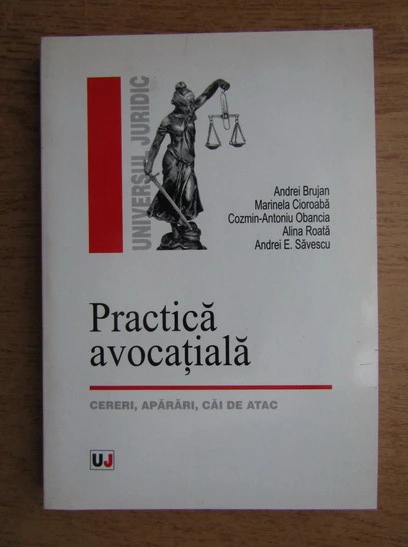 UNIVERSUL JURIDIC
Andrei Brujan
Marinela Cioroabă
Cozmin-Antoniu Obancia
Alina Roată
Andrei E. Săvescu
Practică
avocațială
CERERI, APĂRĂRI, CĂI DE ATAC
UJ